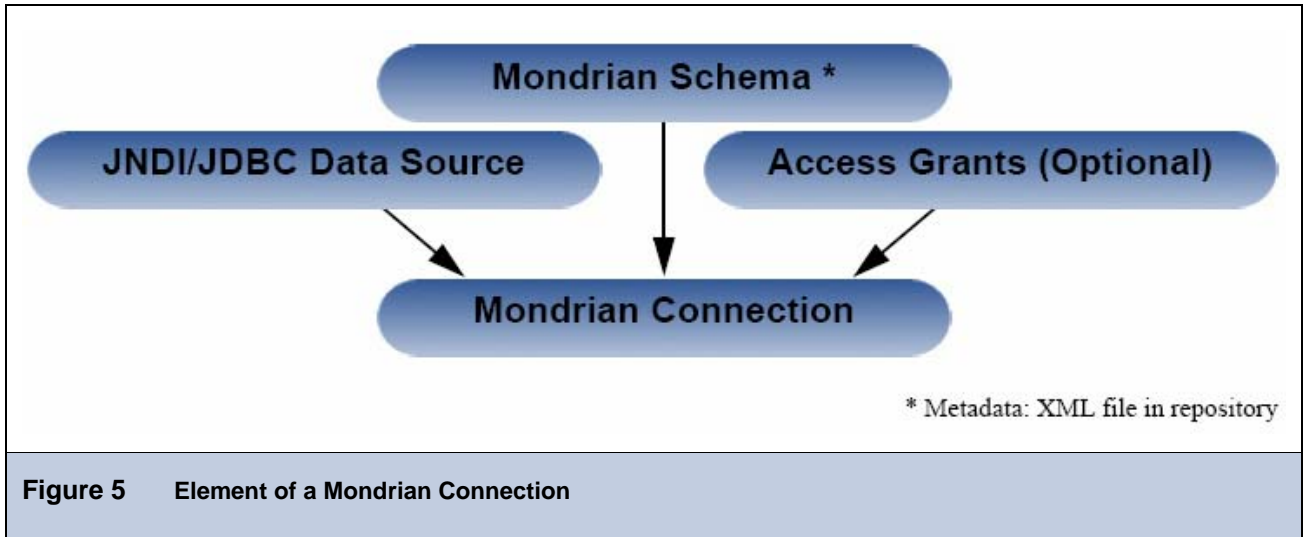 Mondrian Schema *
JNDI/JDBC Data Source
Access Grants (Optional)
Mondrian Connection
* Metadata: XML file in repository
Figure 5 Element of a Mondrian Connection